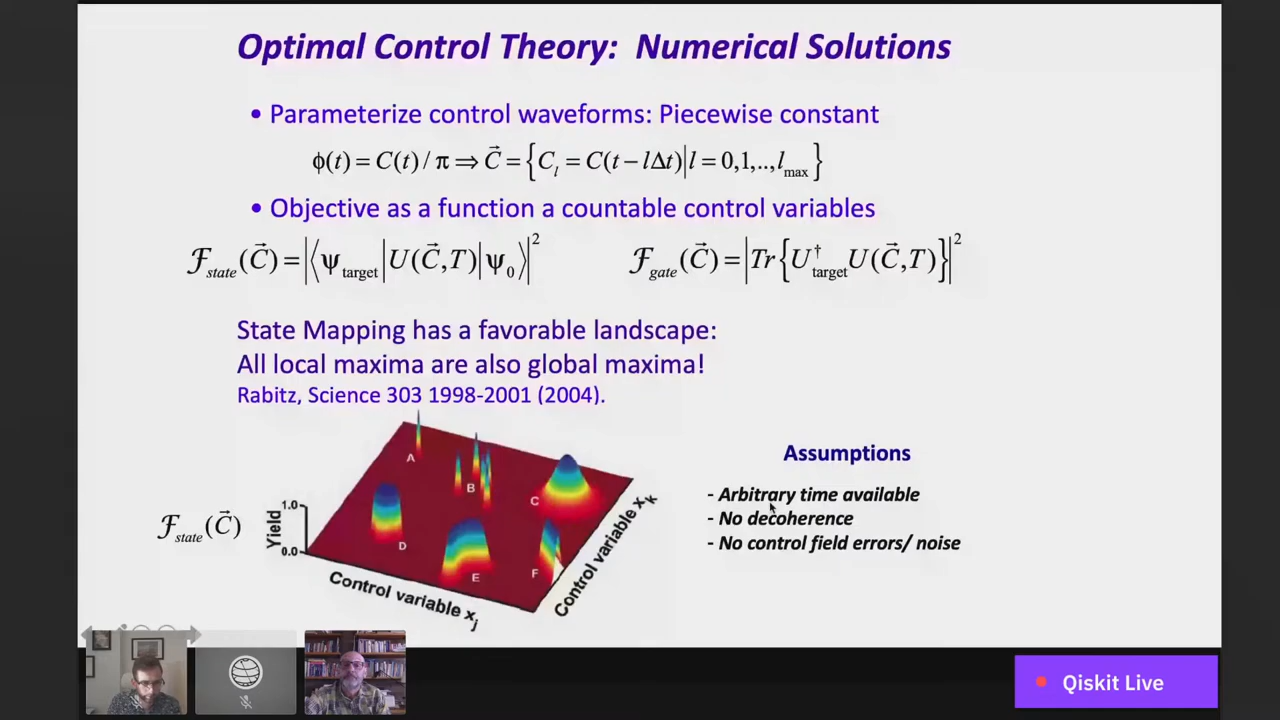 Optimal Control Theory: Numerical Solutions
• Parameterize control waveforms: Piecewise constant
ϕ(t) = C(t) / π ⇒ C⃗ = {C_l = C(t − lΔt)|l = 0,1,..,l_max}
• Objective as a function a countable control variables
ℱ_state(C⃗) = |⟨ψ_target|U(C⃗,T)|ψ_0⟩|²
ℱ_gate(C⃗) = |Tr{U†_target U(C⃗,T)}|²
State Mapping has a favorable landscape:
All local maxima are also global maxima!
Rabitz, Science 303 1998-2001 (2004).
Assumptions
- Arbitrary time available
- No decoherence
- No control field errors/ noise
ℱ_state(C⃗)
Yield
1.0
0.0
A
B
C
D
E
F
Control variable x_j
Control variable x_k
Qiskit Live